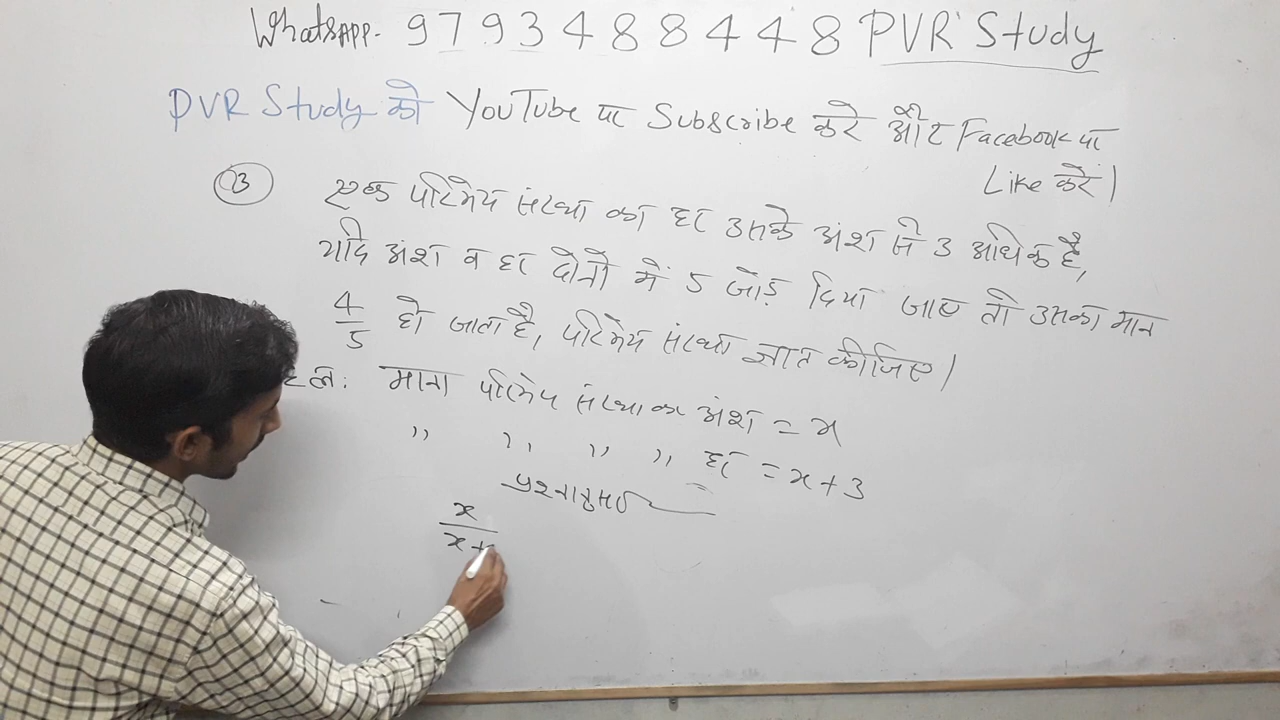 WhatsApp. 9793488448 PVR Study
PVR Study को YouTube पर Subscribe करें और Facebook पर
Like करें।
13 एक परिमेय संख्या का हर उसके अंश से 3 अधिक है,
यदि अंश व हर दोनों में 5 जोड़ दिया जाए तो उसका मान
4/5 हो जाता है, परिमेय संख्या ज्ञात कीजिए।
हल: माना परिमेय संख्या का अंश = x
,, ,, ,, ,, हर = x + 3
प्रश्नानुसार
x
x+